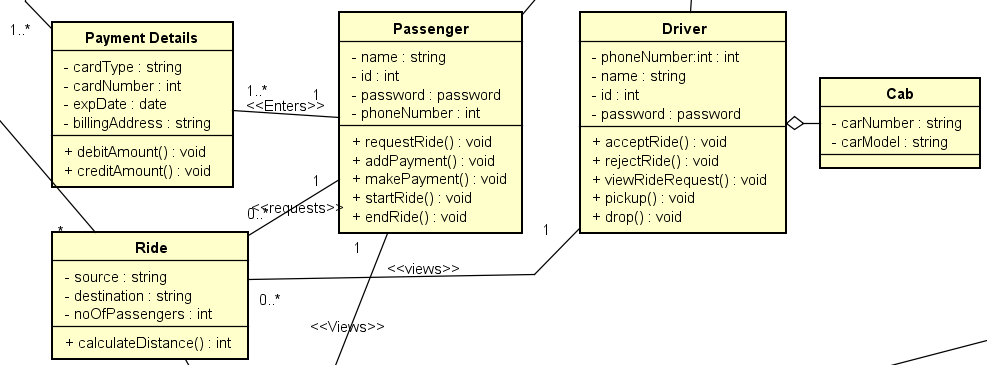 1..*
Payment Details
- cardType : string
- cardNumber : int
- expDate : date
- billingAddress : string
+ debitAmount() : void
+ creditAmount() : void
1..*
1
<<Enters>>
Passenger
- name : string
- id : int
- password : password
- phoneNumber : int
+ requestRide() : void
+ addPayment() : void
+ makePayment() : void
+ startRide() : void
+ endRide() : void
Driver
- phoneNumber:int : int
- name : string
- id : int
- password : password
+ acceptRide() : void
+ rejectRide() : void
+ viewRideRequest() : void
+ pickup() : void
+ drop() : void
Cab
- carNumber : string
- carModel : string
1
<<requests>>
0..*
*
Ride
- source : string
- destination : string
- noOfPassengers : int
+ calculateDistance() : int
1
1
<<views>>
0..*
<<Views>>